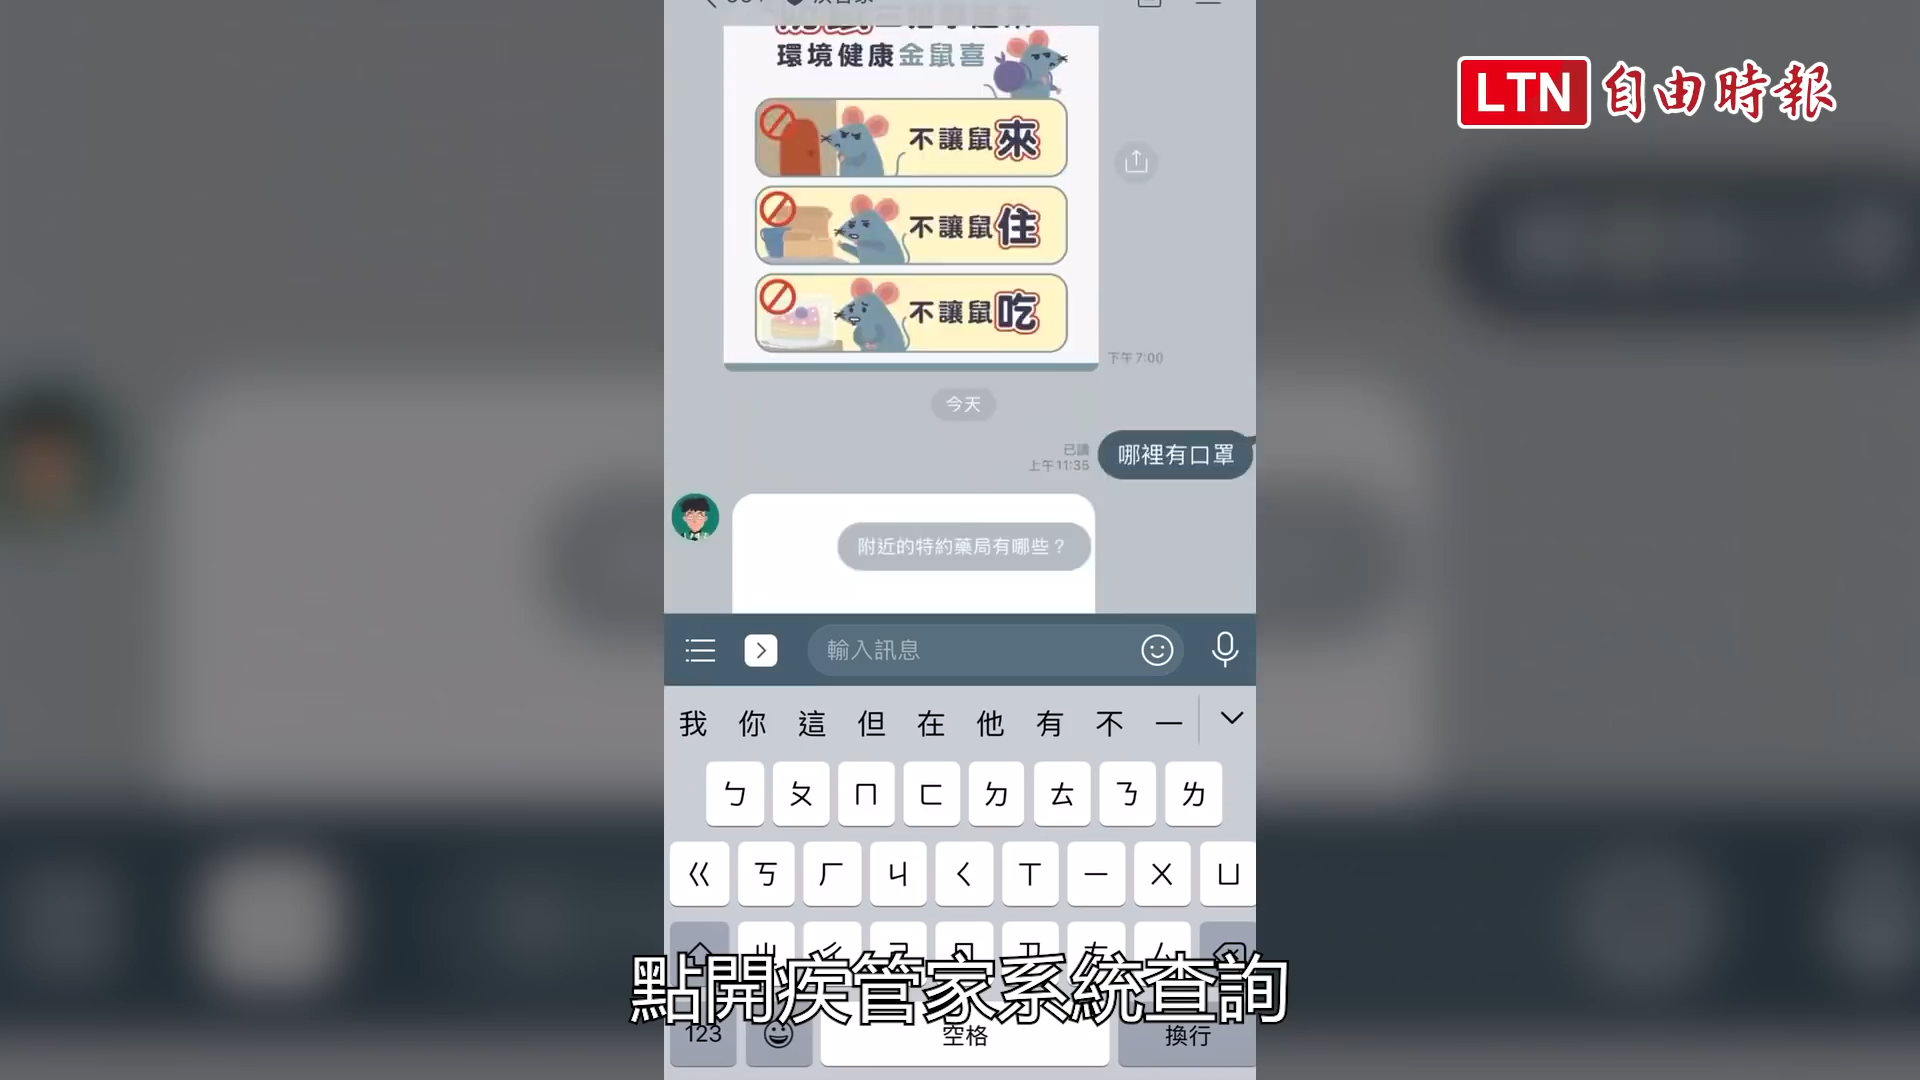 疾管家
環境健康金鼠喜
LTN 自由時報
不讓鼠來
不讓鼠住
不讓鼠吃
下午7:00
今天
已讀
上午11:35
哪裡有口罩
附近的特約藥局有哪些？
輸入訊息
我 你 這 但 在 他 有 不 一
ㄅ ㄆ ㄇ ㄈ ㄉ ㄊ ㄋ ㄌ
ㄍ ㄎ ㄏ ㄐ ㄑ ㄒ ㄧ ㄨ ㄩ
點開疾管家系統查詢
123 空格 換行